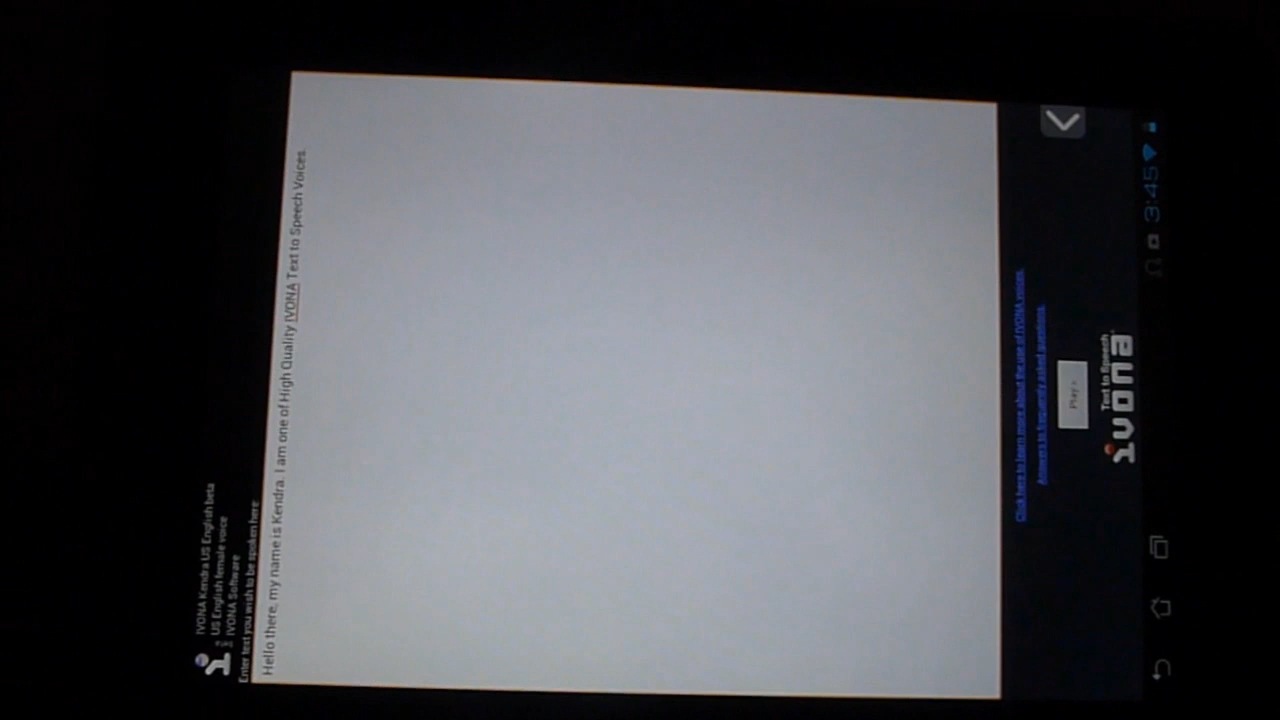 IVONA Kendra US English beta
US English female voice
IVONA Software
Enter text you wish to be spoken here
Hello there, my name is Kendra. I am one of High Quality IVONA Text to Speech Voices.
Click here to learn more about the use of IVONA voices.
Answers to frequently asked questions.
Play >
Text to Speech
ivona
3:45